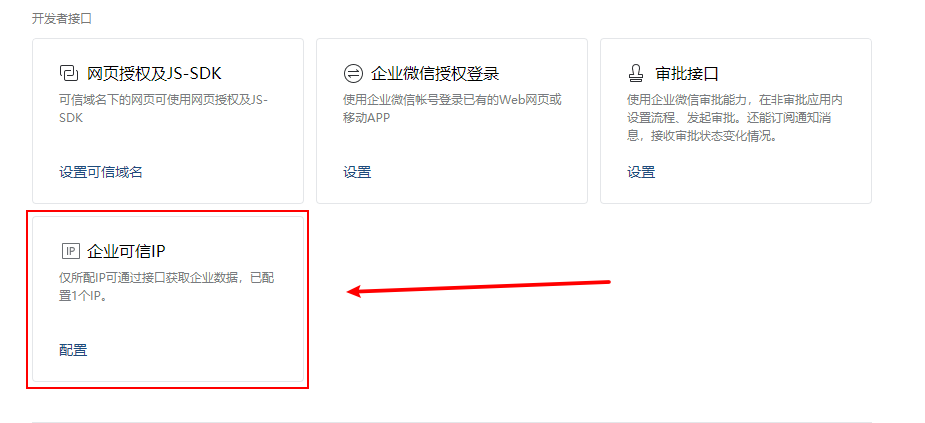 开发者接口
网页授权及JS-SDK
可信域名下的网页可使用网页授权及JS-
SDK
设置可信域名
企业微信授权登录
使用企业微信帐号登录已有的Web网页或
移动APP
设置
审批接口
使用企业微信审批能力，在非审批应用内
设置流程、发起审批。还能订阅通知消
息，接收审批状态变化情况。
设置
IP 企业可信IP
仅所配IP可通过接口获取企业数据，已配
置1个IP。
配置